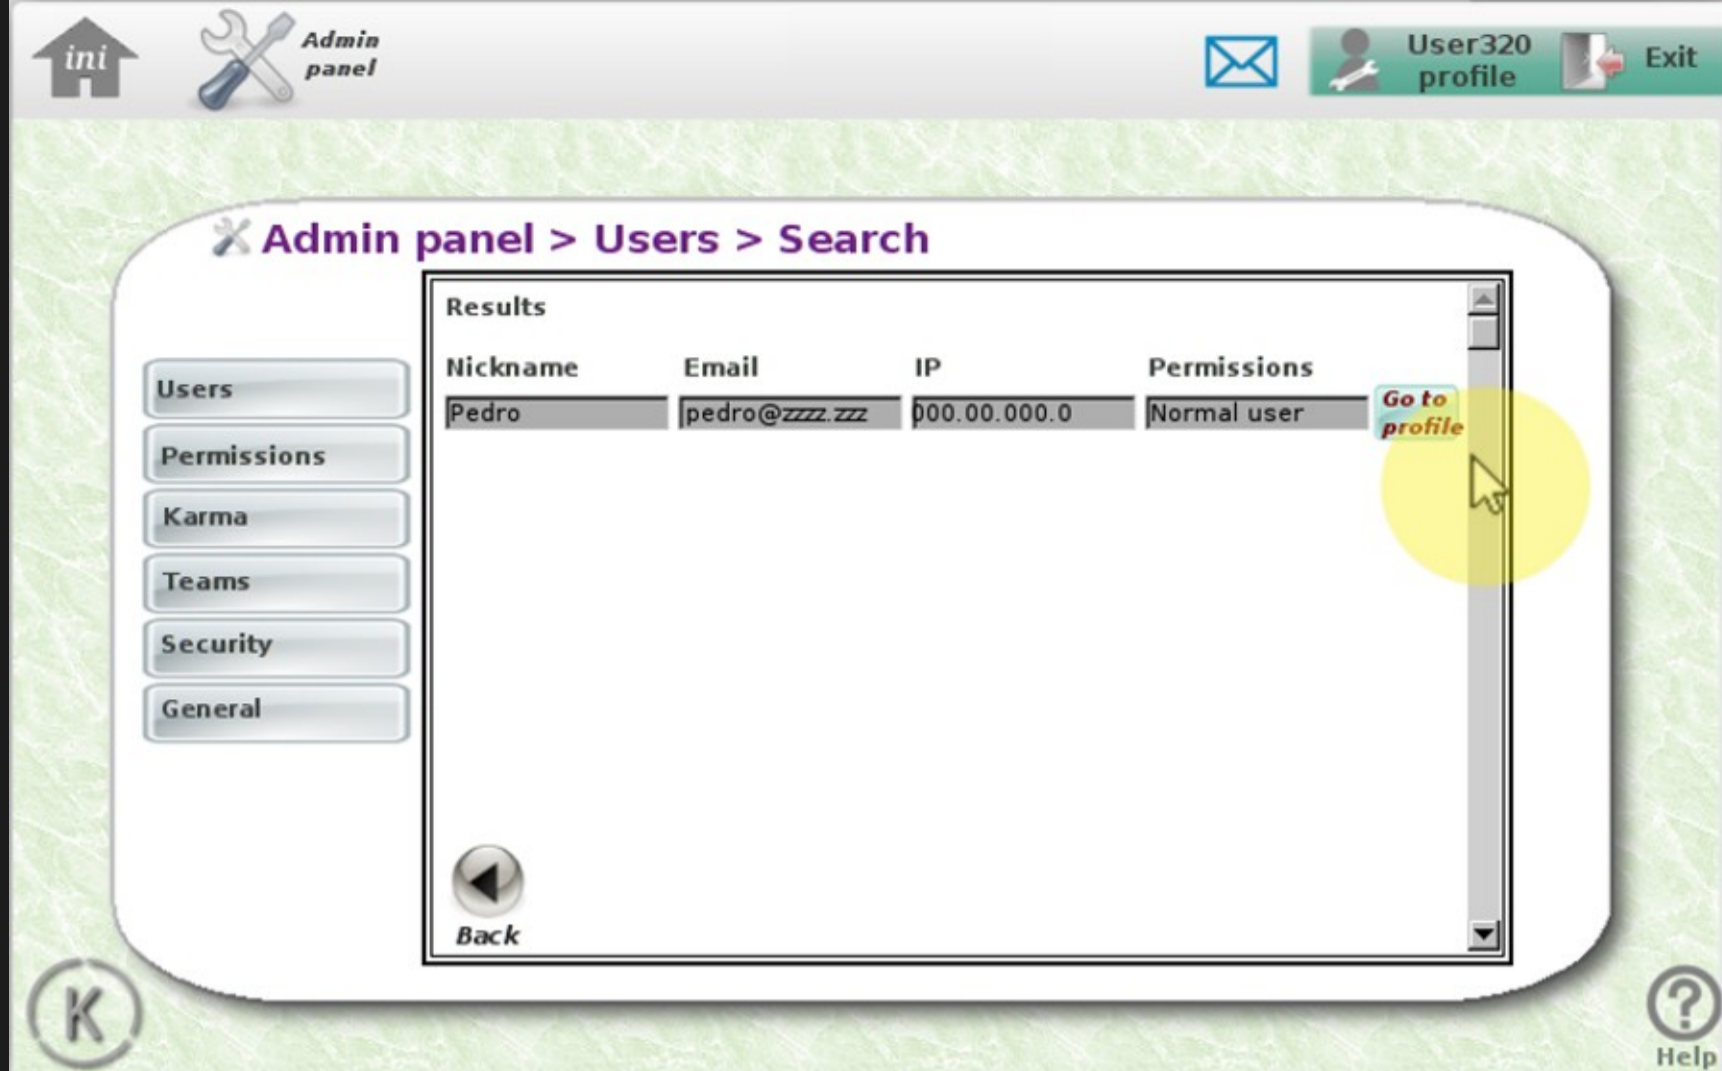 ini
Admin
panel
User320
profile
Exit
Admin panel > Users > Search
Users
Permissions
Karma
Teams
Security
General
Results
Nickname Email IP Permissions
Pedro pedro@zzzz.zzz 000.00.000.0 Normal user
Go to
profile
Back
K
Help